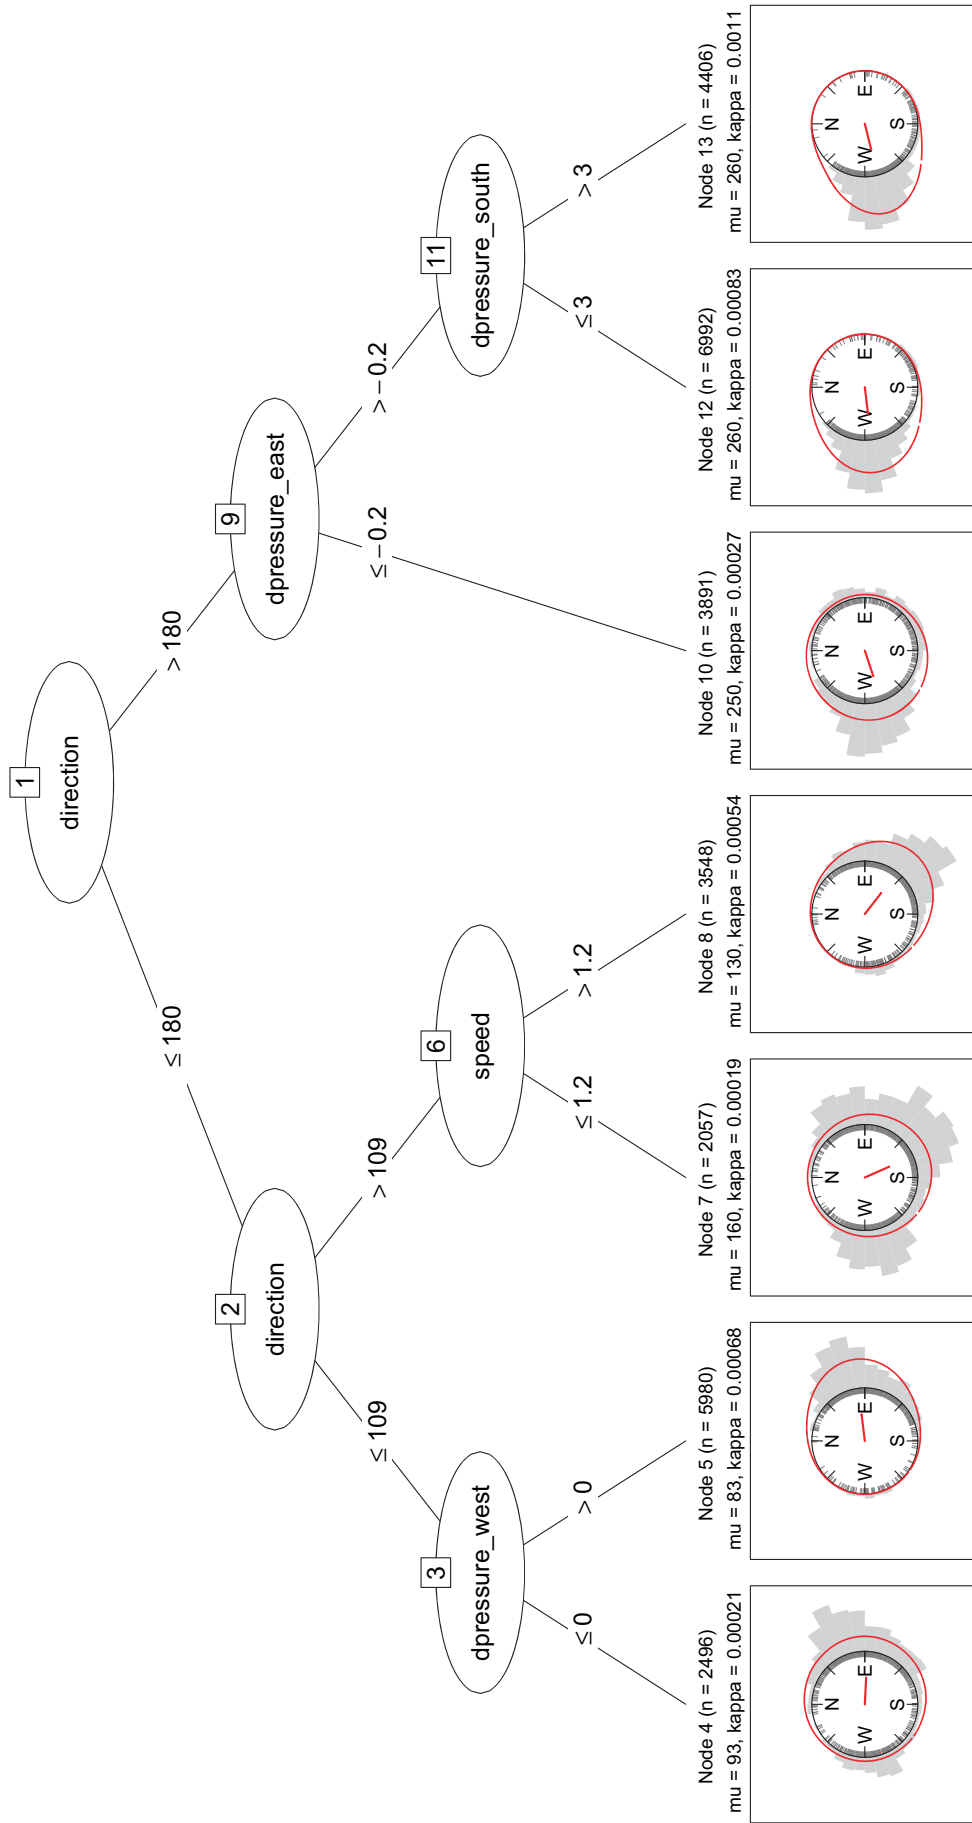 1
direction
≤ 180
> 180
2
direction
9
dpressure_east
≤ 109
> 109
≤ −0.2
> −0.2
3
dpressure_west
6
speed
11
dpressure_south
≤ 0
> 0
≤ 1.2
> 1.2
≤ 3
> 3
Node 4 (n = 2496)
mu = 93, kappa = 0.00021
N
E
S
W
Node 5 (n = 5980)
mu = 83, kappa = 0.00068
N
E
S
W
Node 7 (n = 2057)
mu = 160, kappa = 0.00019
N
E
S
W
Node 8 (n = 3548)
mu = 130, kappa = 0.00054
N
E
S
W
Node 10 (n = 3891)
mu = 250, kappa = 0.00027
N
E
S
W
Node 12 (n = 6992)
mu = 260, kappa = 0.00083
N
E
S
W
Node 13 (n = 4406)
mu = 260, kappa = 0.0011
N
E
S
W